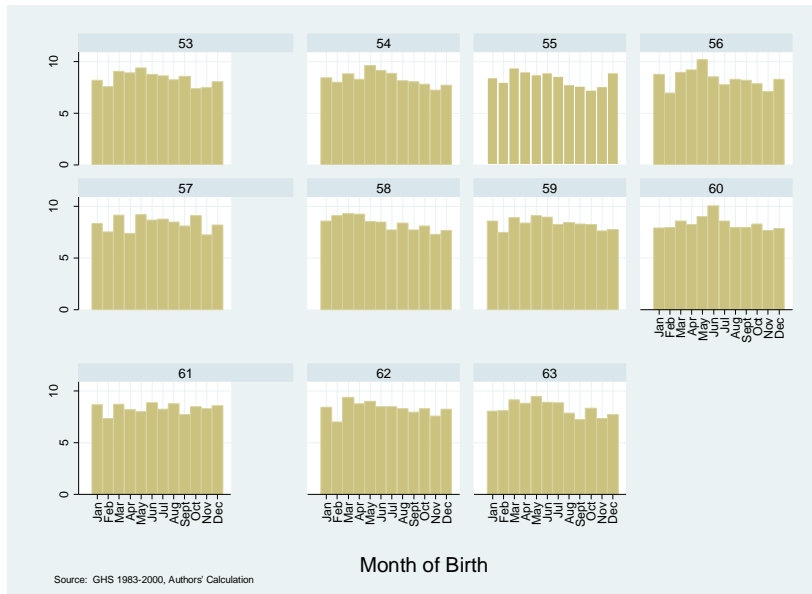 53 54 55 56
0 5 10
57 58 59 60
0 5 10
Jan Feb Mar Apr May Jun Jul Aug Sept Oct Nov Dec
61 62 63
0 5 10
Jan Feb Mar Apr May Jun Jul Aug Sept Oct Nov Dec Jan Feb Mar Apr May Jun Jul Aug Sept Oct Nov Dec Jan Feb Mar Apr May Jun Jul Aug Sept Oct Nov Dec
Month of Birth
Source: GHS 1983-2000, Authors' Calculation